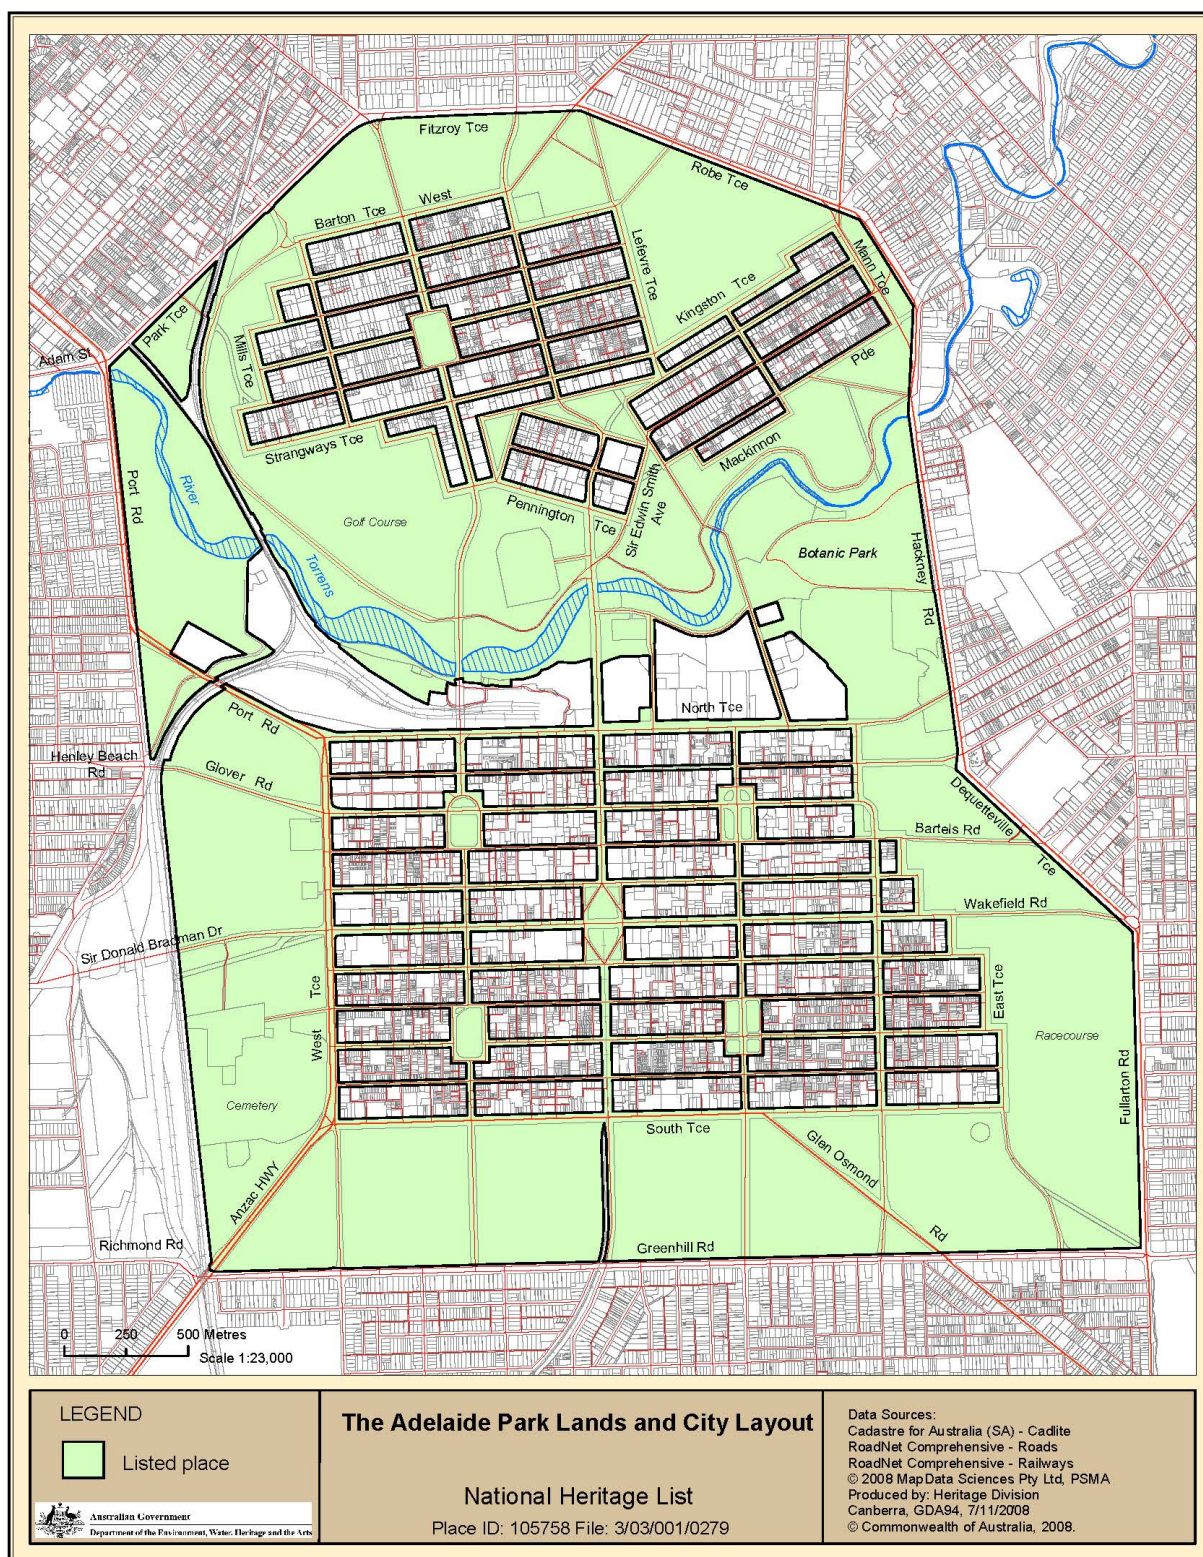 Fitzroy Tce
Robe Tce
Barton Tce West
Lefevre Tce
Mann Tce
Kingston Tce
Park Tce
Adam St
Mills Tce
Pde
Mackinnon
Strangways Tce
Port Rd
River
Torrens
Golf Course
Pennington Tce
Sir Edwin Smith
Ave
Botanic Park
Hackney Rd
North Tce
Port Rd
Henley Beach
Rd
Glover Rd
Dequetteville Tce
Barteis Rd
Wakefield Rd
Sir Donald Bradman Dr
West Tce
East Tce
Racecourse
Fullarton Rd
Cemetery
South Tce
Glen Osmond Rd
Anzac HWY
Richmond Rd
Greenhill Rd
0 250 500 Metres
Scale 1:23,000
LEGEND
Listed place
Australian Government
Department of the Environment, Water, Heritage and the Arts
The Adelaide Park Lands and City Layout
National Heritage List
Place ID: 105758 File: 3/03/001/0279
Data Sources:
Cadastre for Australia (SA) - Cadlite
RoadNet Comprehensive - Roads
RoadNet Comprehensive - Railways
© 2008 MapData Sciences Pty Ltd, PSMA
Produced by: Heritage Division
Canberra, GDA94, 7/11/2008
© Commonwealth of Australia, 2008.